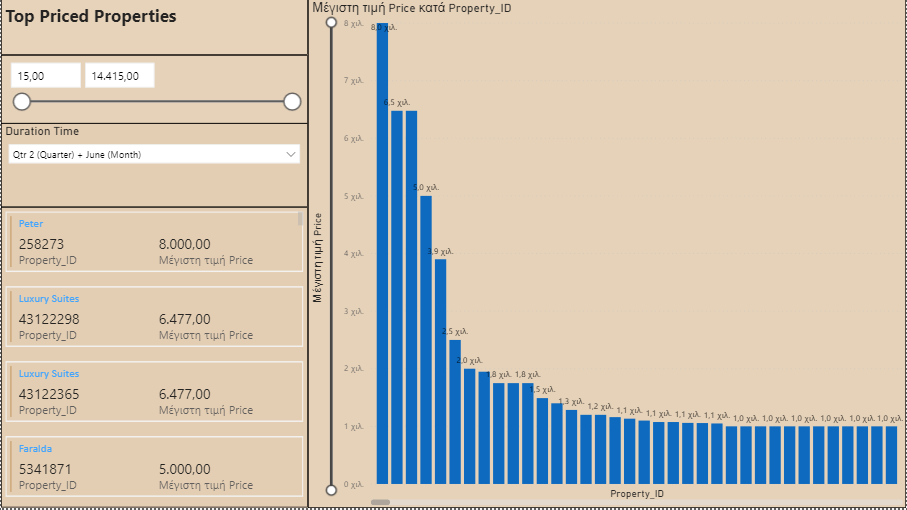 Top Priced Properties
15,00
14.415,00
Duration Time
Qtr 2 (Quarter) + June (Month)
Peter
258273
8.000,00
Property_ID
Μέγιστη τιμή Price
Luxury Suites
43122298
6.477,00
Property_ID
Μέγιστη τιμή Price
Luxury Suites
43122365
6.477,00
Property_ID
Μέγιστη τιμή Price
Faralda
5341871
5.000,00
Property_ID
Μέγιστη τιμή Price
Μέγιστη τιμή Price κατά Property_ID
Μέγιστη τιμή Price
8 χιλ.
7 χιλ.
6 χιλ.
5 χιλ.
4 χιλ.
3 χιλ.
2 χιλ.
1 χιλ.
0 χιλ.
8,0 χιλ.
6,5 χιλ.
5,0 χιλ.
3,9 χιλ.
2,5 χιλ.
2,0 χιλ.
1,8 χιλ.
1,8 χιλ.
1,5 χιλ.
1,3 χιλ.
1,2 χιλ.
1,1 χιλ.
1,1 χιλ.
1,1 χιλ.
1,1 χιλ.
1,0 χιλ.
1,0 χιλ.
1,0 χιλ.
1,0 χιλ.
1,0 χιλ.
1,0 χιλ.
Property_ID